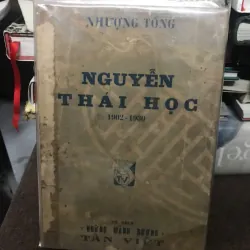 NHƯỢNG TỐNG
NGUYỄN
THÁI HỌC
1902-1930
TÂN VIỆT